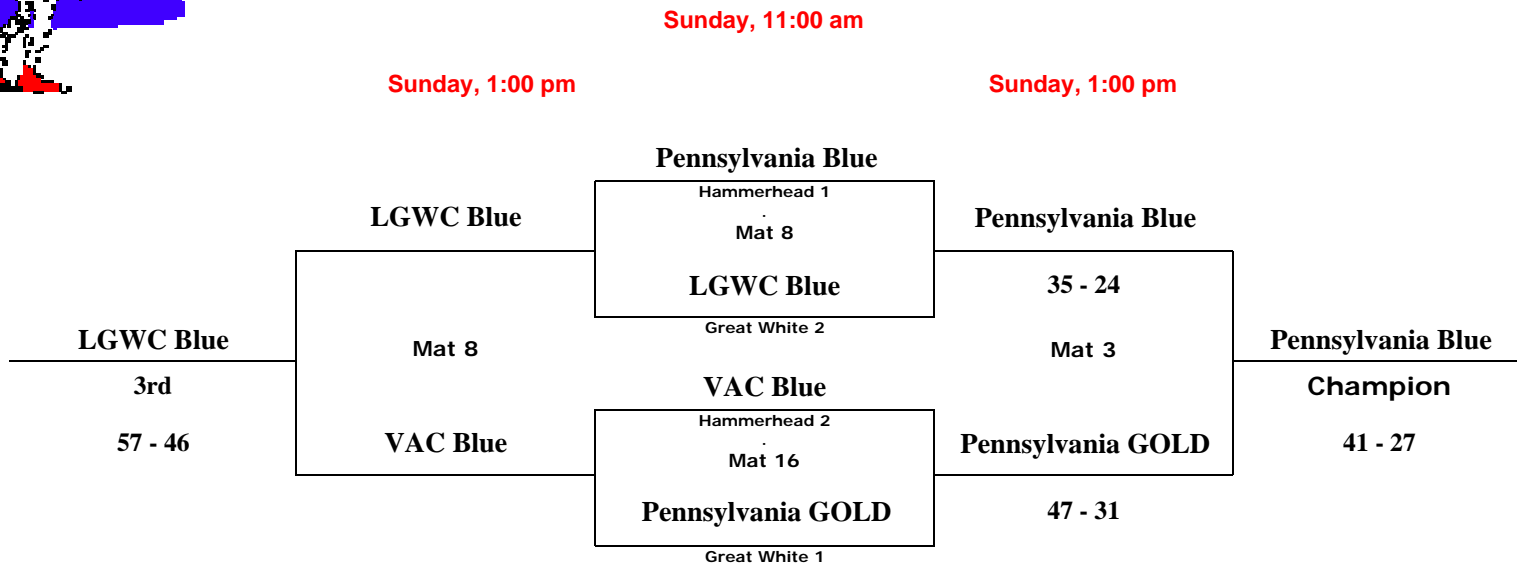 Sunday, 11:00 am
Sunday, 1:00 pm
Sunday, 1:00 pm
Pennsylvania Blue
Hammerhead 1
.
Mat 8
LGWC Blue
Great White 2
LGWC Blue
Pennsylvania Blue
35 - 24
LGWC Blue
3rd
57 - 46
Mat 8
Mat 3
Pennsylvania Blue
Champion
41 - 27
VAC Blue
Hammerhead 2
.
Mat 16
Pennsylvania GOLD
Great White 1
VAC Blue
Pennsylvania GOLD
47 - 31